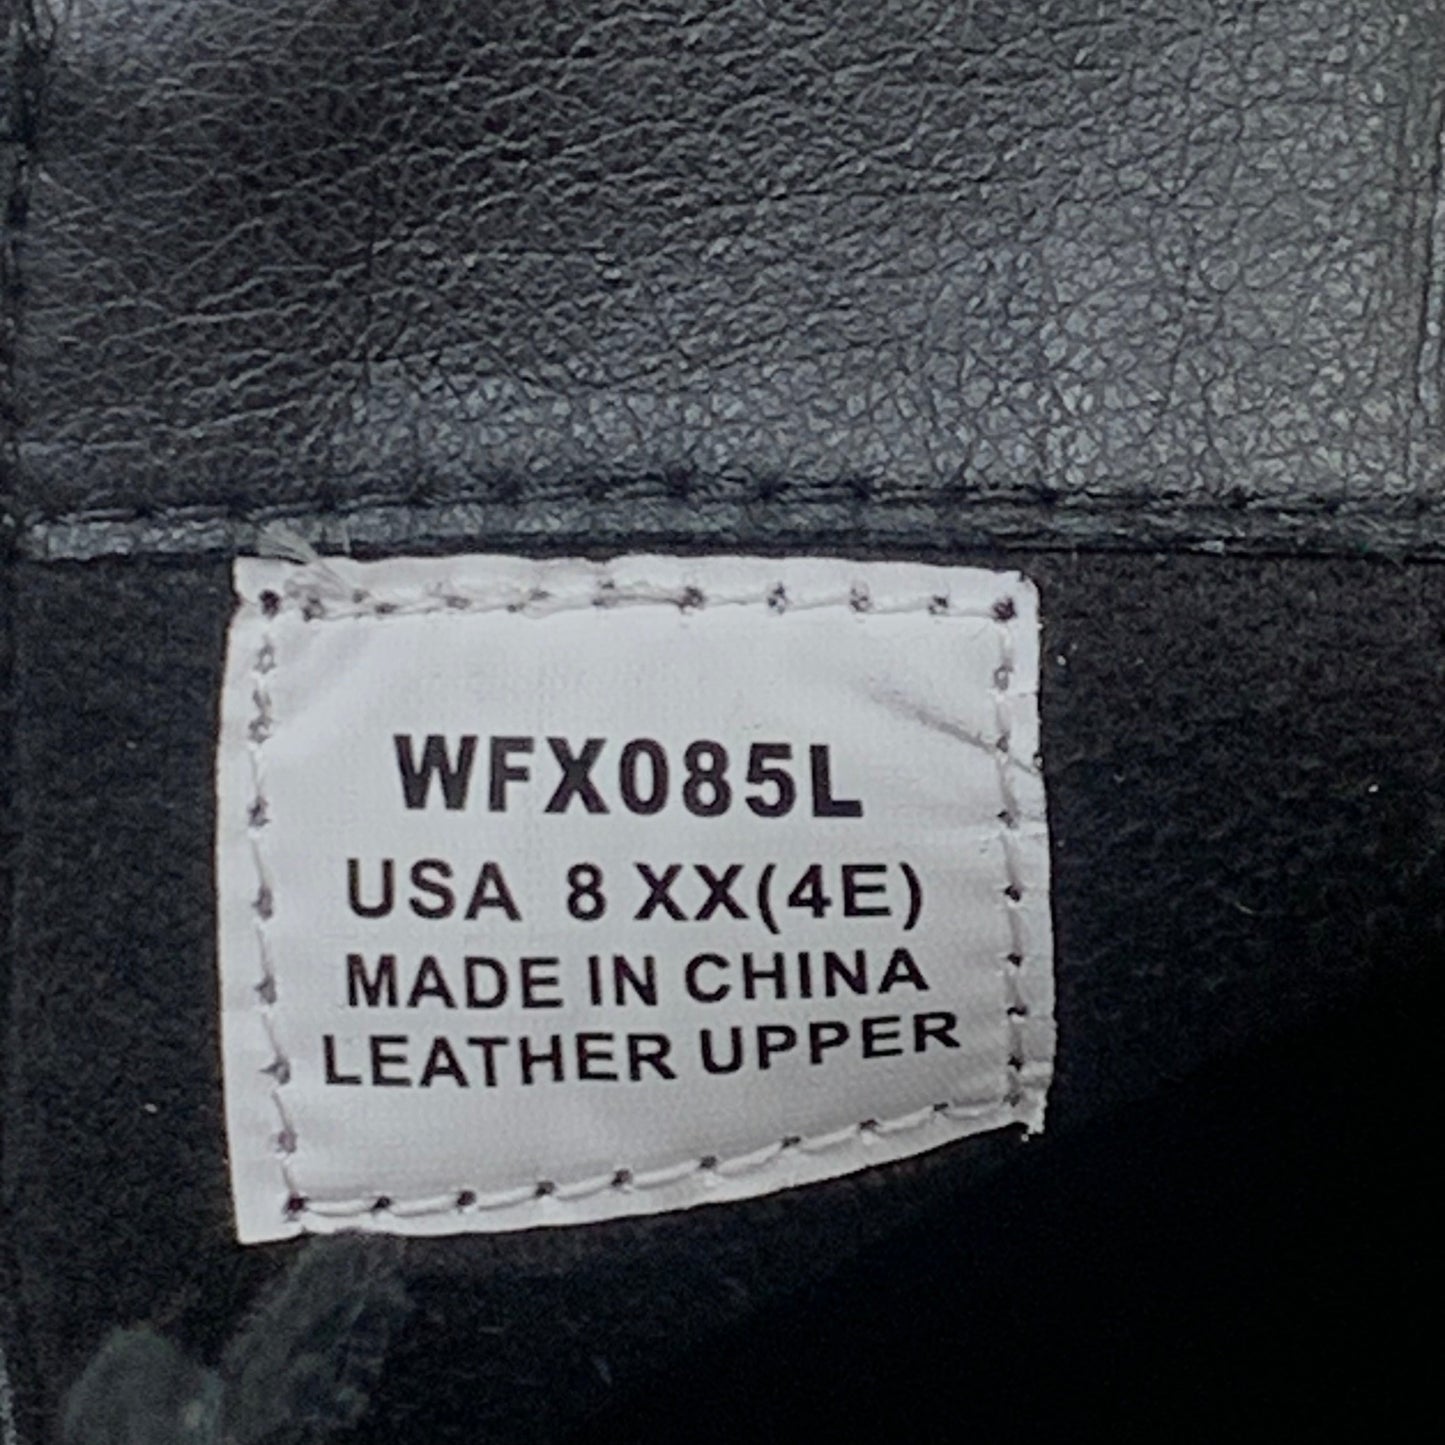 WFX085L
USA 8 XX(4E)
MADE IN CHINA
LEATHER UPPER